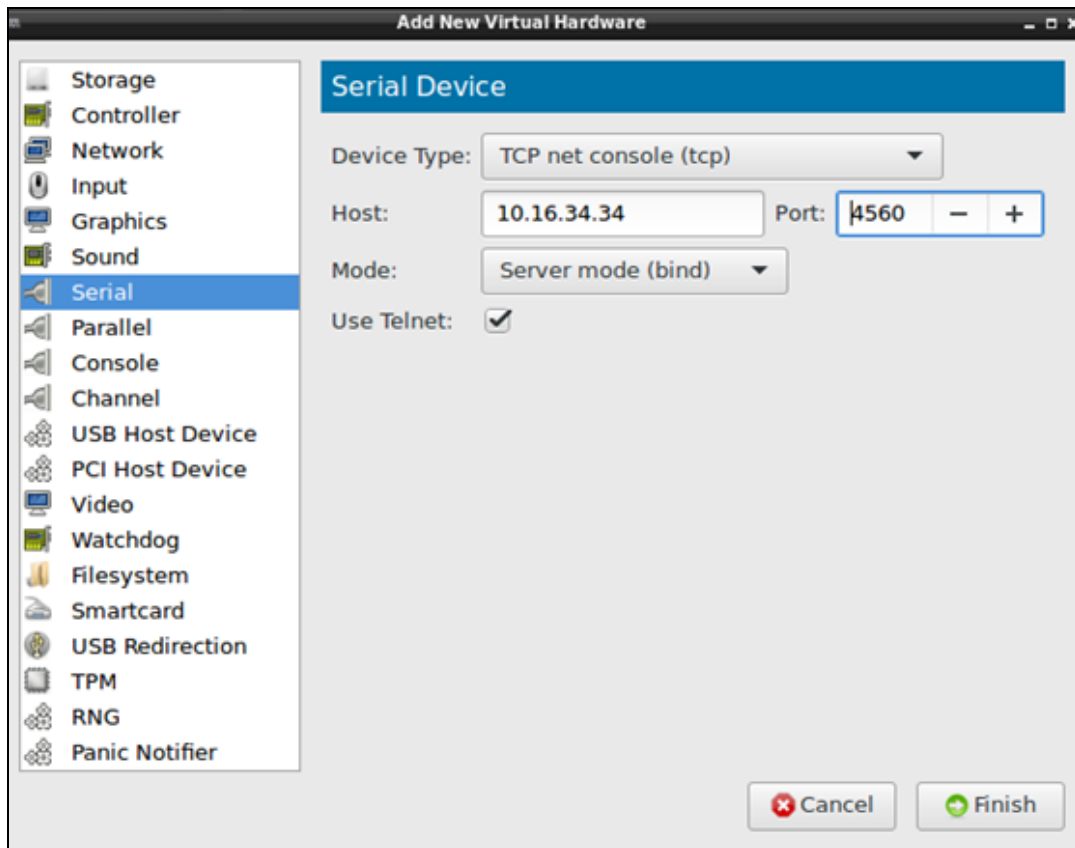 Add New Virtual Hardware
Storage
Controller
Network
Input
Graphics
Sound
Serial
Parallel
Console
Channel
USB Host Device
PCI Host Device
Video
Watchdog
Filesystem
Smartcard
USB Redirection
TPM
RNG
Panic Notifier
Serial Device
Device Type: TCP net console (tcp)
Host: 10.16.34.34 Port: 4560 − +
Mode: Server mode (bind)
Use Telnet:
Cancel Finish